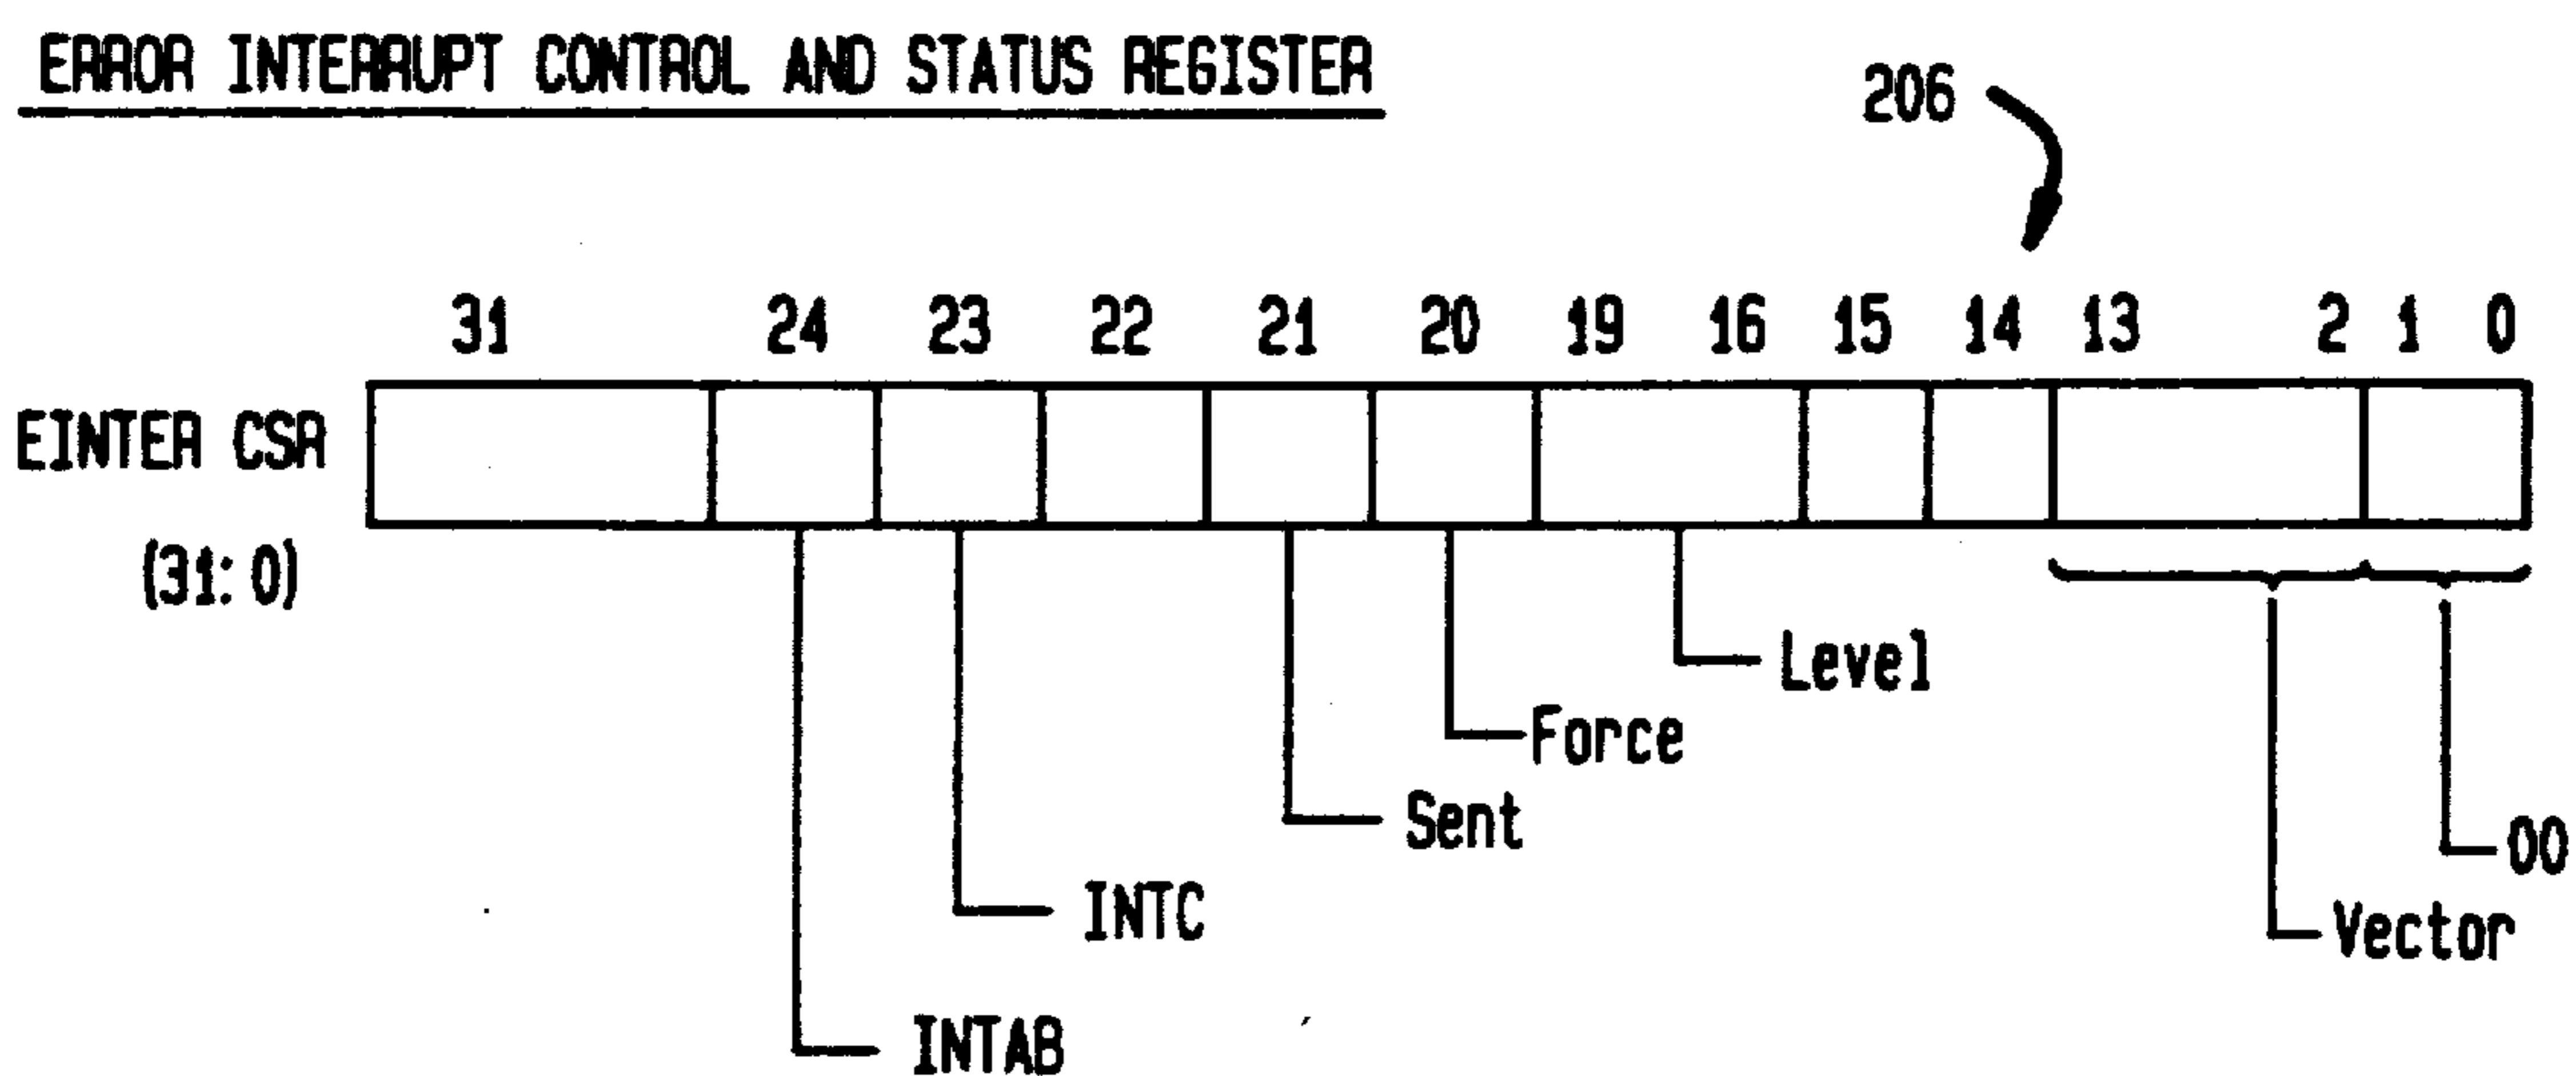 ERROR INTERRUPT CONTROL AND STATUS REGISTER
206
31 24 23 22 21 20 19 16 15 14 13 2 1 0
EINTER CSR
(31:0)
Level
Force
Sent
00
INTC
Vector
INTAB